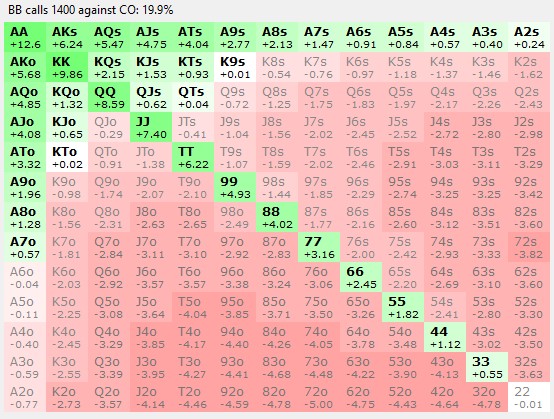 BB calls 1400 against CO: 19.9%
AA AKs AQs AJs ATs A9s A8s A7s A6s A5s A4s A3s A2s
+12.6 +6.24 +5.47 +4.75 +4.04 +2.77 +2.13 +1.47 +0.91 +0.84 +0.57 +0.40 +0.24
AKo KK KQs KJs KTs K9s K8s K7s K6s K5s K4s K3s K2s
+5.68 +9.86 +2.15 +1.53 +0.93 +0.01 -0.54 -0.76 -0.97 -1.18 -1.37 -1.46 -1.62
AQo KQo QQ QJs QTs Q9s Q8s Q7s Q6s Q5s Q4s Q3s Q2s
+4.85 +1.32 +8.59 +0.62 +0.04 -0.72 -1.25 -1.75 -1.83 -1.97 -2.17 -2.26 -2.43
AJo KJo QJo JJ JTs J9s J8s J7s J6s J5s J4s J3s J2s
+4.08 +0.65 -0.29 +7.40 -0.41 -1.04 -1.56 -2.02 -2.45 -2.52 -2.72 -2.80 -2.98
ATo KTo QTo JTo TT T9s T8s T7s T6s T5s T4s T3s T2s
+3.32 +0.02 -0.91 -1.38 +6.22 -1.07 -1.59 -2.02 -2.46 -2.91 -3.03 -3.11 -3.29
A9o K9o Q9o J9o T9o 99 98s 97s 96s 95s 94s 93s 92s
+1.96 -0.98 -1.74 -2.07 -2.10 +4.93 -1.44 -1.85 -2.29 -2.74 -3.25 -3.25 -3.42
A8o K8o Q8o J8o T8o 98o 88 87s 86s 85s 84s 83s 82s
+1.28 -1.56 -2.31 -2.63 -2.65 -2.49 +4.02 -1.77 -2.16 -2.60 -3.12 -3.51 -3.60
A7o K7o Q7o J7o T7o 97o 87o 77 76s 75s 74s 73s 72s
+0.57 -1.81 -2.84 -3.11 -3.10 -2.92 -2.83 +3.16 -2.00 -2.42 -2.93 -3.33 -3.82
A6o K6o Q6o J6o T6o 96o 86o 76o 66 65s 64s 63s 62s
-0.04 -2.03 -2.92 -3.57 -3.57 -3.38 -3.24 -3.06 +2.45 -2.20 -2.69 -3.10 -3.60
A5o K5o Q5o J5o T5o 95o 85o 75o 65o 55 54s 53s 52s
-0.11 -2.25 -3.08 -3.64 -4.04 -3.85 -3.71 -3.50 -3.26 +1.82 -2.41 -2.80 -3.30
A4o K4o Q4o J4o T4o 94o 84o 74o 64o 54o 44 43s 42s
-0.40 -2.45 -3.29 -3.85 -4.17 -4.40 -4.26 -4.05 -3.78 -3.48 +1.12 -3.02 -3.50
A3o K3o Q3o J3o T3o 93o 83o 73o 63o 53o 43o 33 32s
-0.59 -2.55 -3.39 -3.95 -4.27 -4.41 -4.68 -4.48 -4.22 -3.90 -4.13 +0.55 -3.63
A2o K2o Q2o J2o T2o 92o 82o 72o 62o 52o 42o 32o 22
-0.77 -2.73 -3.57 -4.14 -4.46 -4.59 -4.78 -5.00 -4.75 -4.43 -4.64 -4.78 -0.01